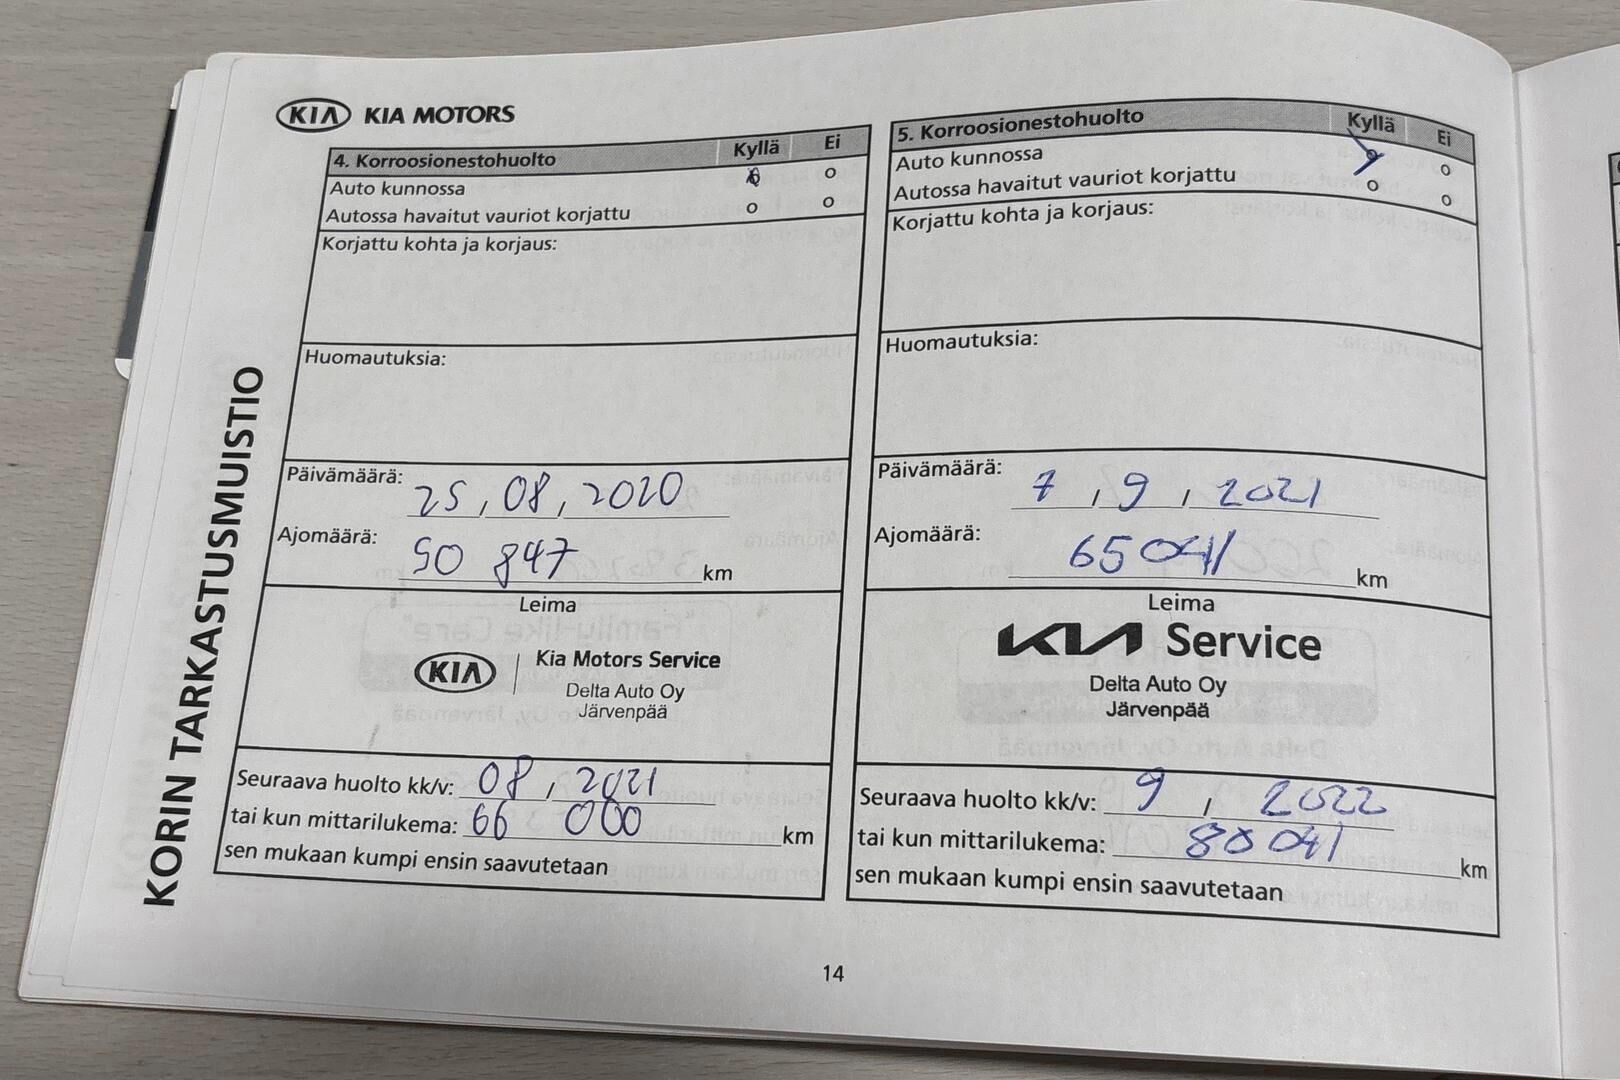 KIA KIA MOTORS
KORIN TARKASTUSMUISTIO
4. Korroosionestohuolto Kyllä Ei
Auto kunnossa o o
Autossa havaitut vauriot korjattu o o
Korjattu kohta ja korjaus:
Huomautuksia:
Päivämäärä: 25, 08, 2020
Ajomäärä: 50 847 km
Leima
KIA Kia Motors Service
Delta Auto Oy
Järvenpää
Seuraava huolto kk/v: 08, 2021
tai kun mittarilukema: 66 000 km
sen mukaan kumpi ensin saavutetaan
5. Korroosionestohuolto Kyllä Ei
Auto kunnossa o o
Autossa havaitut vauriot korjattu o o
Korjattu kohta ja korjaus:
Huomautuksia:
Päivämäärä: 7, 9, 2021
Ajomäärä: 65041 km
Leima
KIA Service
Delta Auto Oy
Järvenpää
Seuraava huolto kk/v: 9, 2022
tai kun mittarilukema: 80041 km
sen mukaan kumpi ensin saavutetaan
14